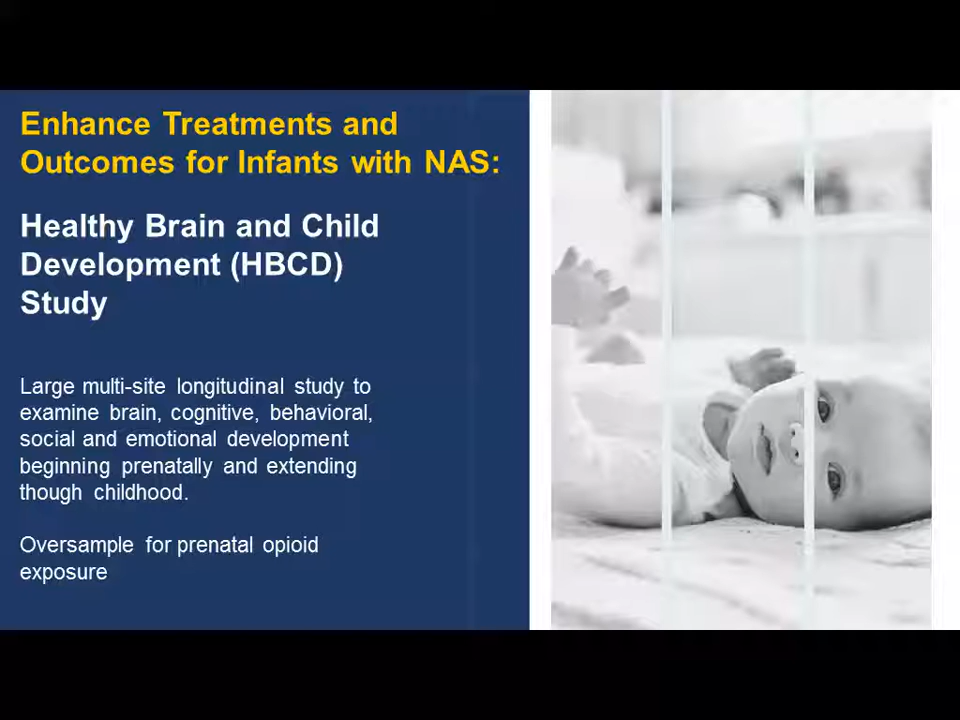 Enhance Treatments and
Outcomes for Infants with NAS:
Healthy Brain and Child
Development (HBCD)
Study
Large multi-site longitudinal study to
examine brain, cognitive, behavioral,
social and emotional development
beginning prenatally and extending
though childhood.
Oversample for prenatal opioid
exposure